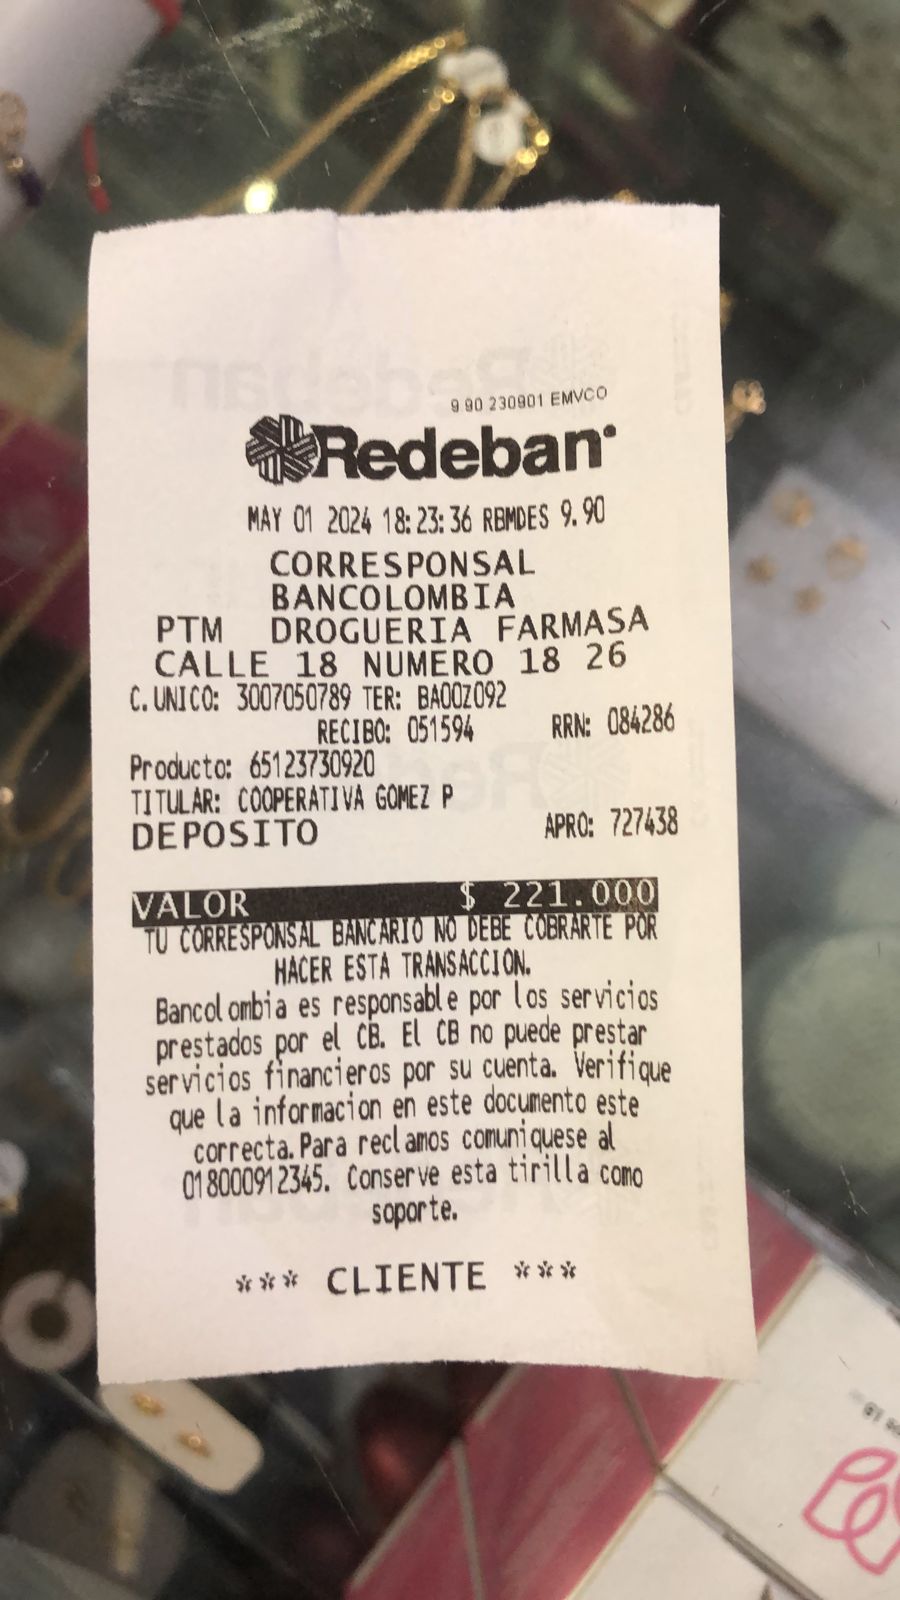 9 90 230901 EMVCO
Redeban
MAY 01 2024 18:23:36 RBMDES 9.90
CORRESPONSAL
BANCOLOMBIA
PTM DROGUERIA FARMASA
CALLE 18 NUMERO 18 26
C.UNICO: 3007050789 TER: BA00Z092
RECIBO: 051594 RRN: 084286
Producto: 65123730920
TITULAR: COOPERATIVA GOMEZ P
DEPOSITO APRO: 727438
VALOR $ 221.000
TU CORRESPONSAL BANCARIO NO DEBE COBRARTE POR
HACER ESTA TRANSACCION.
Bancolombia es responsable por los servicios
prestados por el CB. El CB no puede prestar
servicios financieros por su cuenta. Verifique
que la informacion en este documento este
correcta.Para reclamos comuniquese al
018000912345. Conserve esta tirilla como
soporte.
*** CLIENTE ***